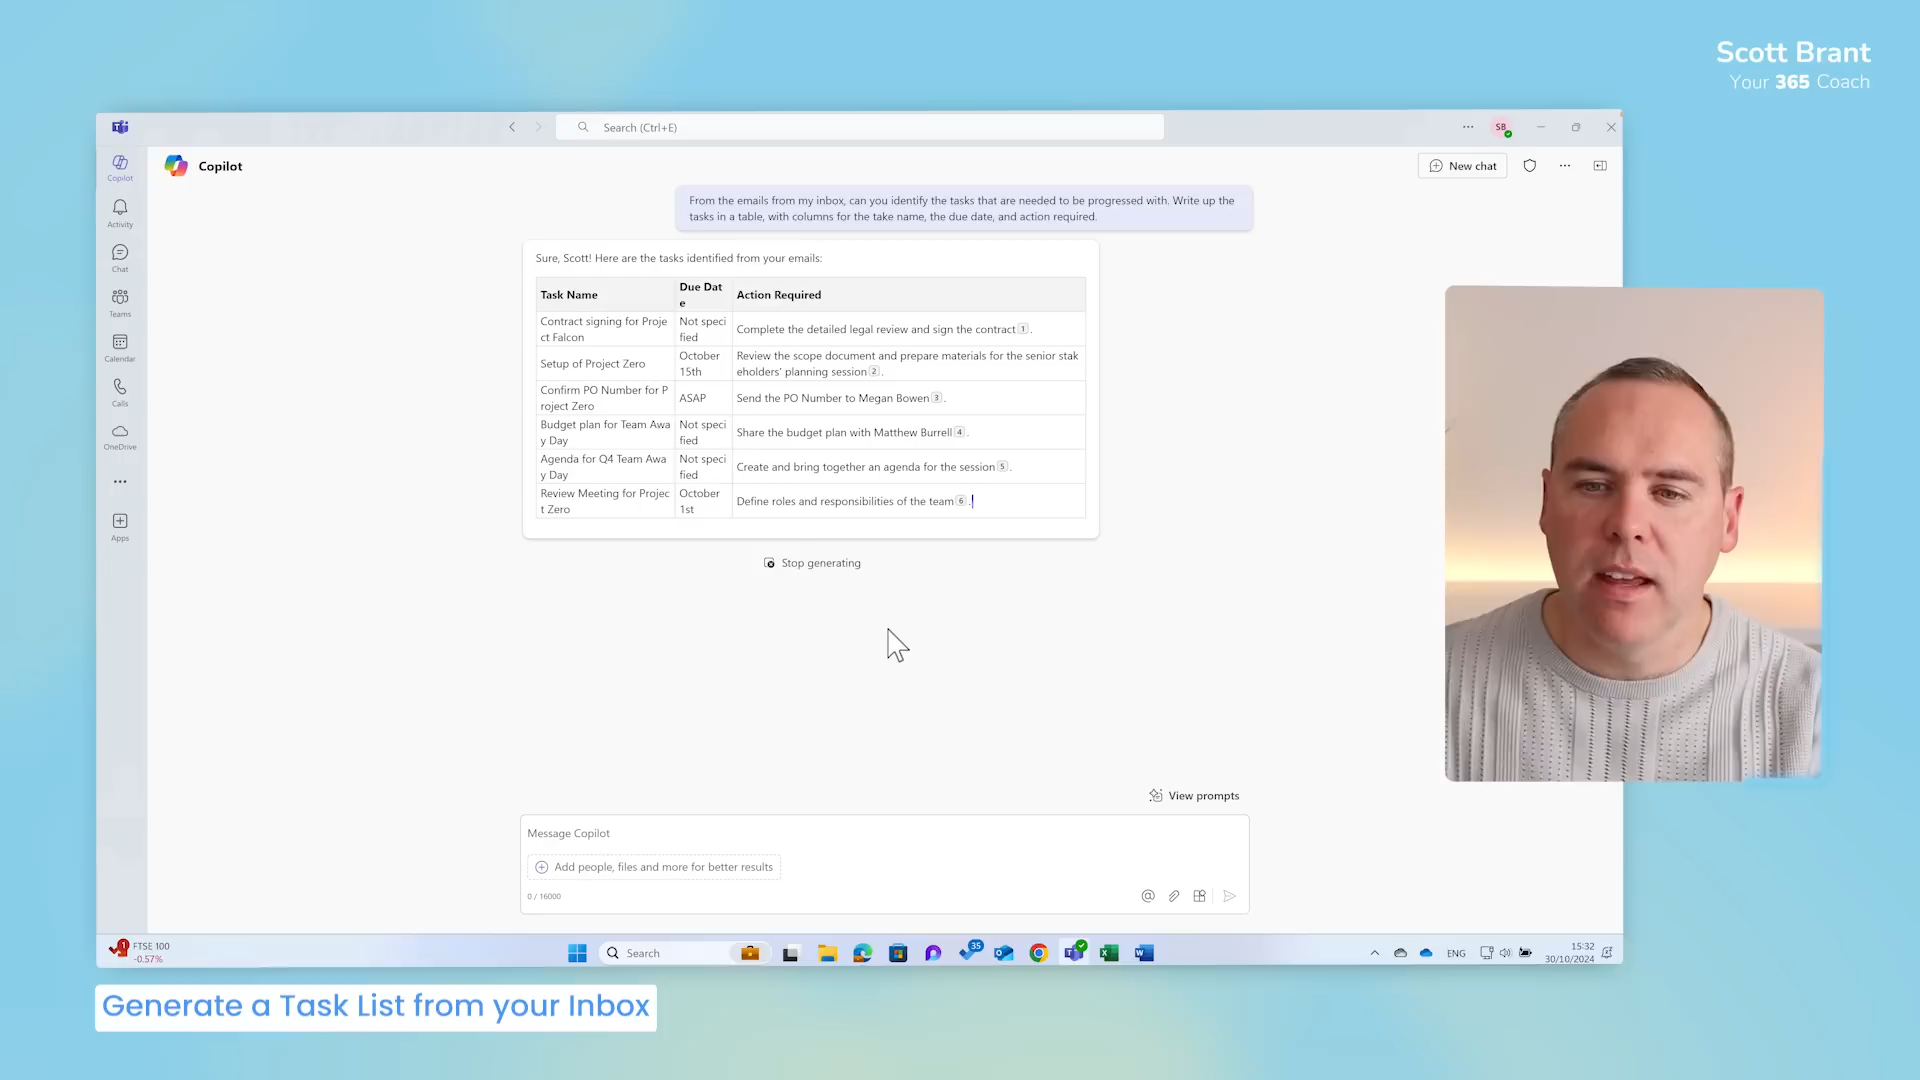 Scott Brant
Your 365 Coach
Search (Ctrl+E)
SB
Copilot
New chat
Copilot
Activity
Chat
Teams
Calendar
Calls
OneDrive
Apps
From the emails from my inbox, can you identify the tasks that are needed to be progressed with. Write up the
tasks in a table, with columns for the take name, the due date, and action required.
Sure, Scott! Here are the tasks identified from your emails:
Task Name
Due Dat
e
Action Required
Contract signing for Proje
ct Falcon
Not speci
fied
Complete the detailed legal review and sign the contract 1 .
Setup of Project Zero
October
15th
Review the scope document and prepare materials for the senior stak
eholders' planning session 2 .
Confirm PO Number for P
roject Zero
ASAP
Send the PO Number to Megan Bowen 3 .
Budget plan for Team Awa
y Day
Not speci
fied
Share the budget plan with Matthew Burrell 4 .
Agenda for Q4 Team Awa
y Day
Not speci
fied
Create and bring together an agenda for the session 5 .
Review Meeting for Projec
t Zero
October
1st
Define roles and responsibilities of the team 6 .
Stop generating
View prompts
Message Copilot
Add people, files and more for better results
0 / 16000
1
FTSE 100
-0.57%
Search
35
ENG
15:32
30/10/2024
Generate a Task List from your Inbox